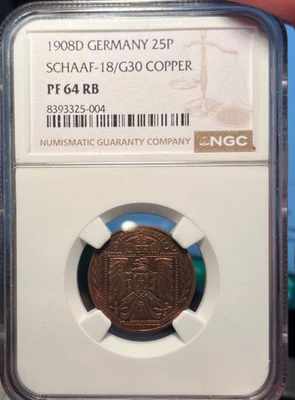 1908D GERMANY 25P
SCHAAF-18/G30 COPPER
PF 64 RB
8393325-004
NUMISMATIC GUARANTY COMPANY NGC